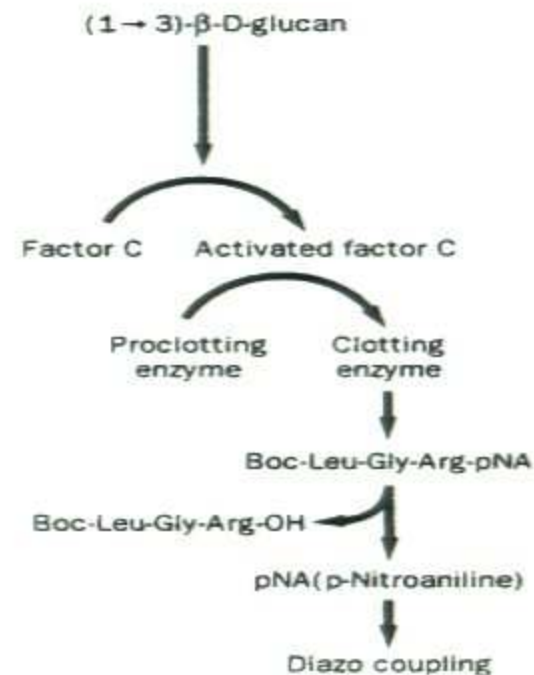 (1→3)-β-D-glucan
Factor C Activated factor C
Proclotting Clotting
enzyme enzyme
Boc-Leu-Gly-Arg-pNA
Boc-Leu-Gly-Arg-OH
pNA(p-Nitroaniline)
Diazo coupling